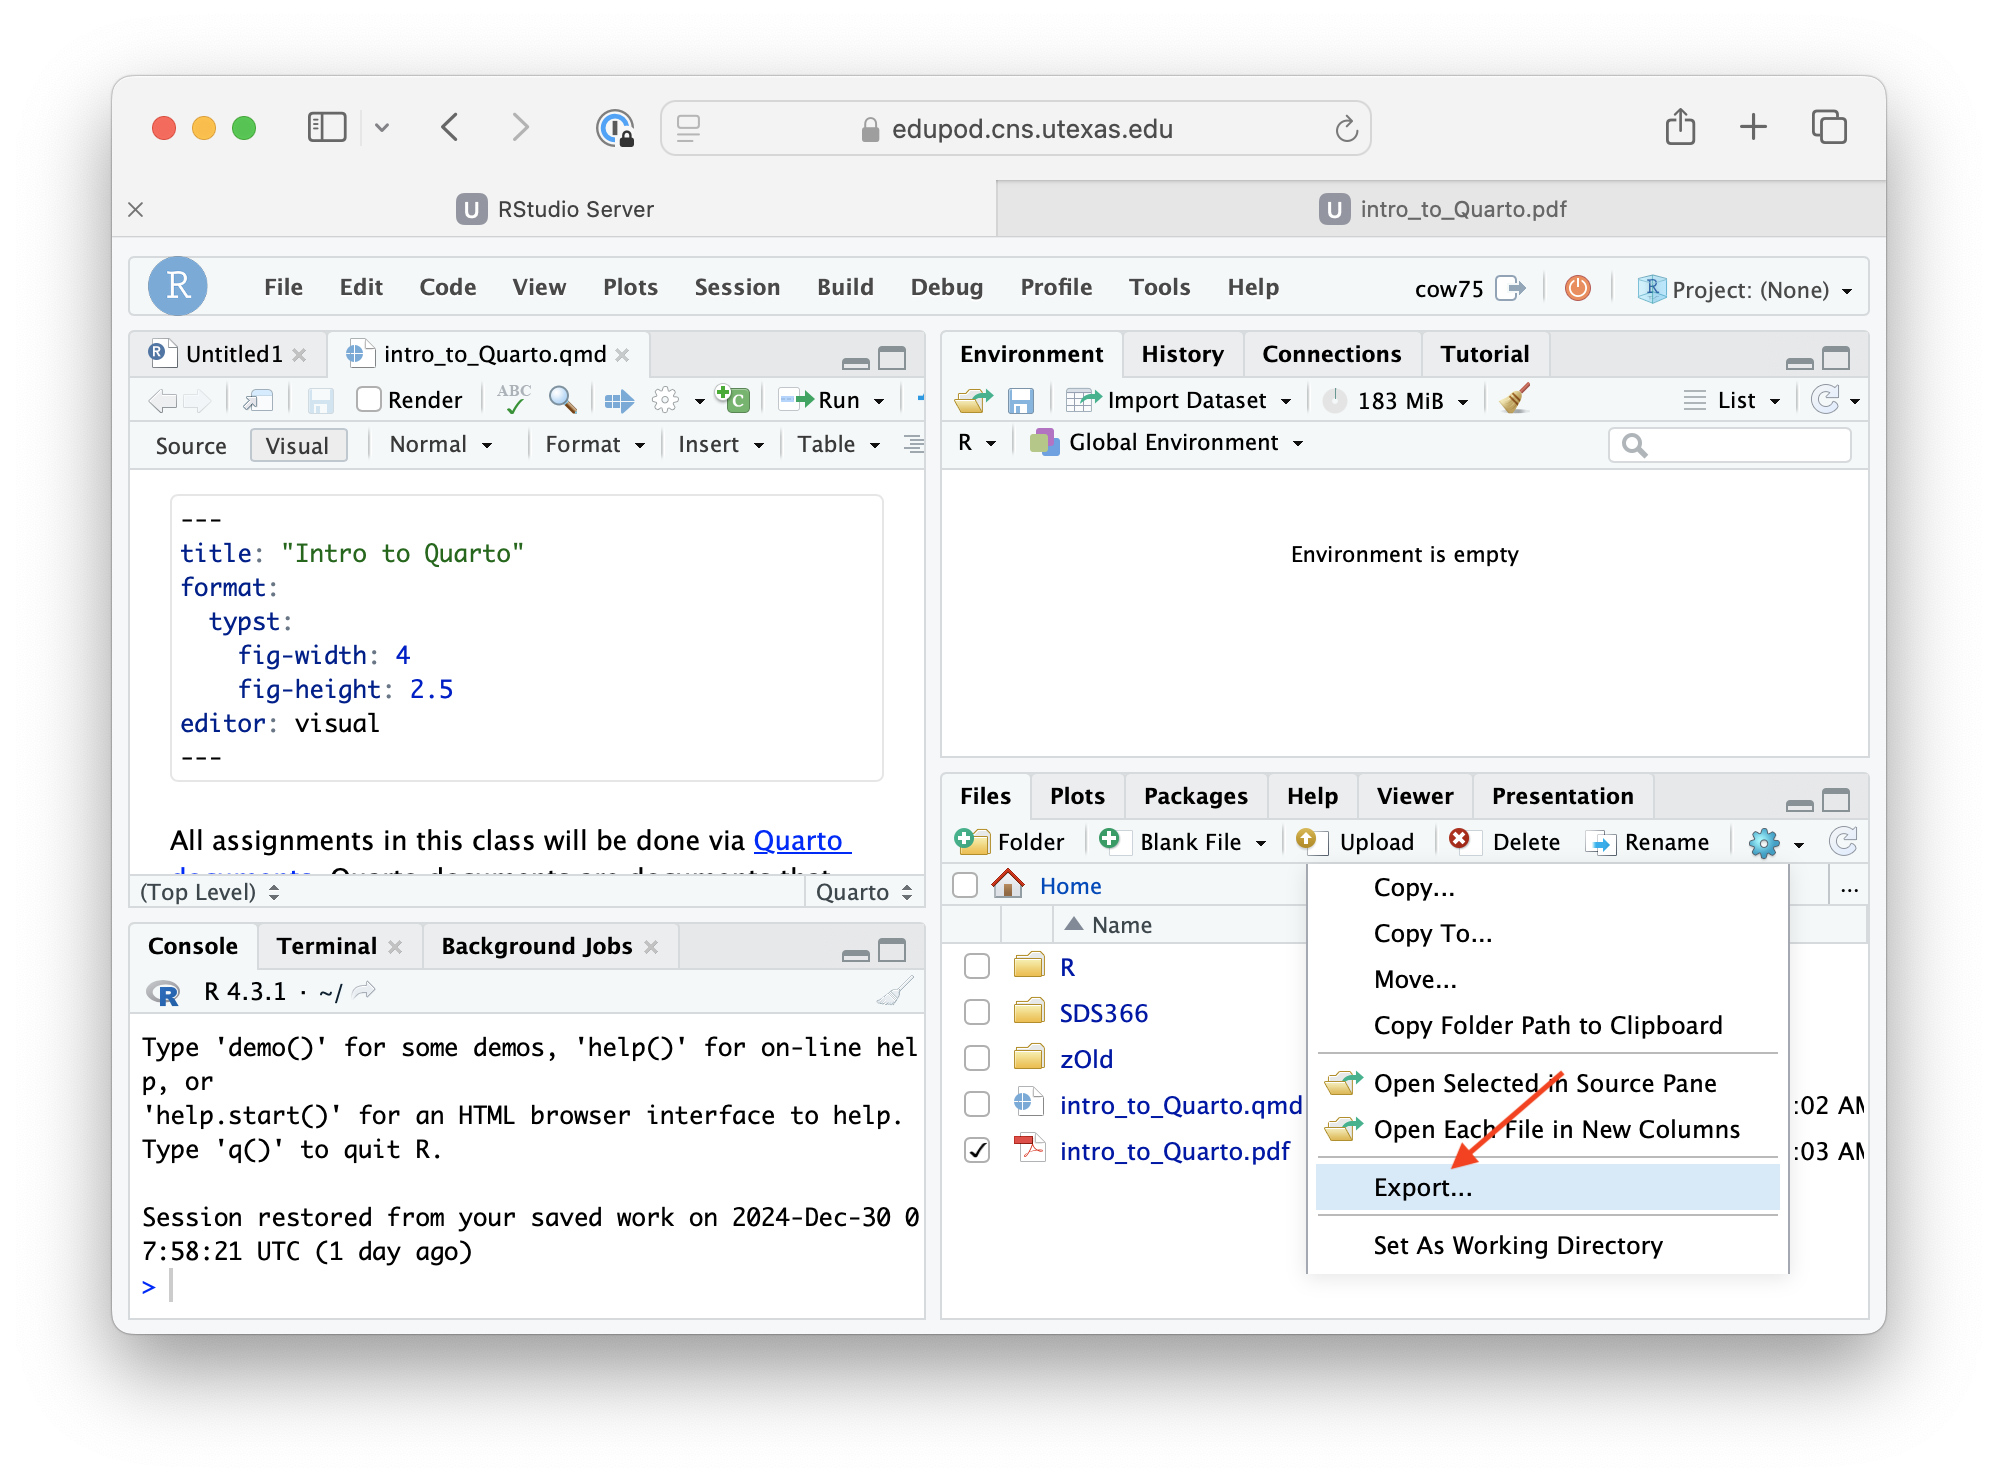 edupod.cns.utexas.edu
U RStudio Server
U intro_to_Quarto.pdf
R File Edit Code View Plots Session Build Debug Profile Tools Help
cow75 R Project: (None)
R Untitled1 intro_to_Quarto.qmd
Render ABC C Run
Source Visual Normal Format Insert Table
---
title: "Intro to Quarto"
format:
typst:
fig-width: 4
fig-height: 2.5
editor: visual
---
All assignments in this class will be done via Quarto
(Top Level) Quarto
Console Terminal Background Jobs
R R 4.3.1 · ~/
Type 'demo()' for some demos, 'help()' for on-line hel
p, or
'help.start()' for an HTML browser interface to help.
Type 'q()' to quit R.
Session restored from your saved work on 2024-Dec-30 0
7:58:21 UTC (1 day ago)
>
Environment History Connections Tutorial
Import Dataset 183 MiB List
R Global Environment
Environment is empty
Files Plots Packages Help Viewer Presentation
Folder Blank File Upload Delete Rename
Home ...
Name
R
SDS366
zOld
intro_to_Quarto.qmd :02 AM
intro_to_Quarto.pdf :03 AM
Copy...
Copy To...
Move...
Copy Folder Path to Clipboard
Open Selected in Source Pane
Open Each File in New Columns
Export...
Set As Working Directory